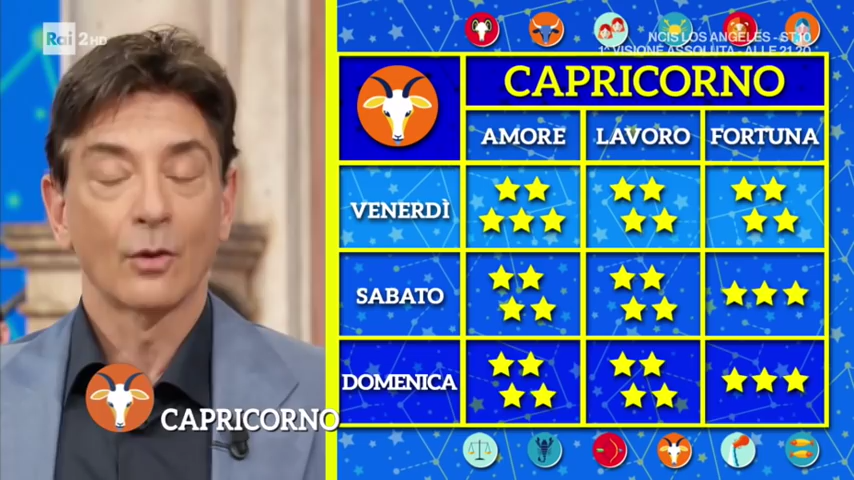 Rai 2 HD
NCIS LOS ANGELES - ST.10
1ª VISIONE ASSOLUTA - ALLE 21.20
CAPRICORNO
AMORE LAVORO FORTUNA
VENERDÌ
SABATO
DOMENICA
CAPRICORNO